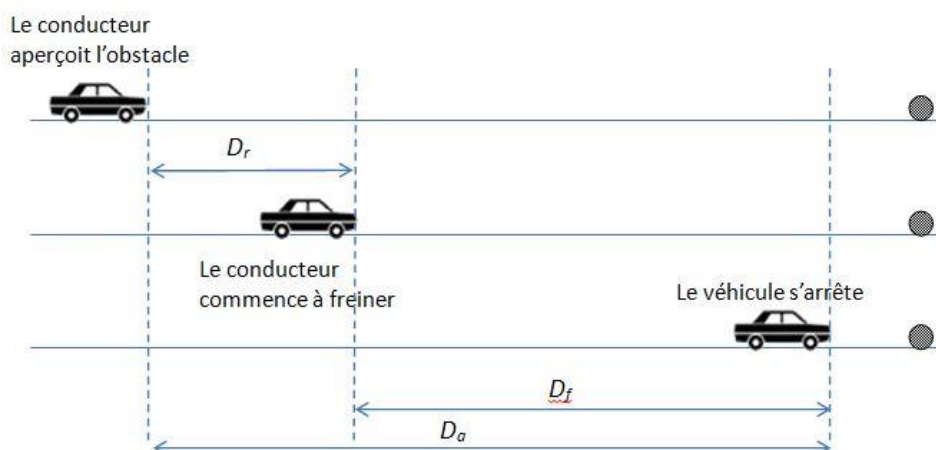 Le conducteur
aperçoit l'obstacle
Dr
Le conducteur
commence à freiner
Le véhicule s'arrête
Df
Da